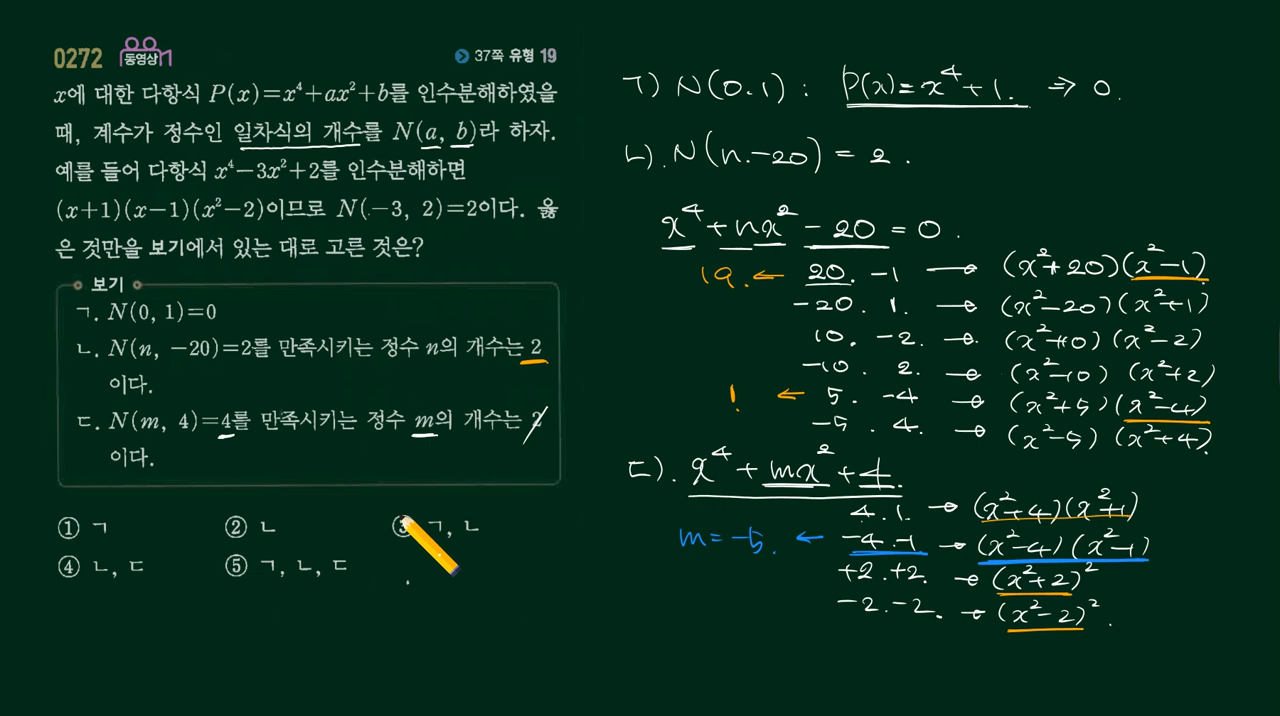 0272
동영상
37쪽 유형 19
x에 대한 다항식 P(x)=x⁴+ax²+b를 인수분해하였을
때, 계수가 정수인 일차식의 개수를 N(a, b)라 하자.
예를 들어 다항식 x⁴-3x²+2를 인수분해하면
(x+1)(x-1)(x²-2)이므로 N(-3, 2)=2이다. 옳
은 것만을 보기에서 있는 대로 고른 것은?
보기
ㄱ. N(0, 1)=0
ㄴ. N(n, -20)=2를 만족시키는 정수 n의 개수는 2
이다.
ㄷ. N(m, 4)=4를 만족시키는 정수 m의 개수는 2
이다.
① ㄱ
② ㄴ
③ ㄱ, ㄴ
④ ㄴ, ㄷ
⑤ ㄱ, ㄴ, ㄷ
ㄱ) N(0.1) : P(x)=x⁴+1. ⇒ 0.
ㄴ). N(n.-20) = 2.
x⁴+nx²-20=0.
19. ← 20. -1 → (x²+20)(x²-1)
-20. 1. → (x²-20)(x²+1)
10. -2. → (x²+10)(x²-2)
-10. 2. → (x²-10)(x²+2)
1. ← 5. -4 → (x²+5)(x²-4)
-5. 4. → (x²-5)(x²+4).
ㄷ). x⁴+mx²+4.
4.1. → (x²+4)(x²+1)
m=-5. ← -4.-1 → (x²-4)(x²-1)
+2.+2. → (x²+2)²
-2.-2. → (x²-2)².